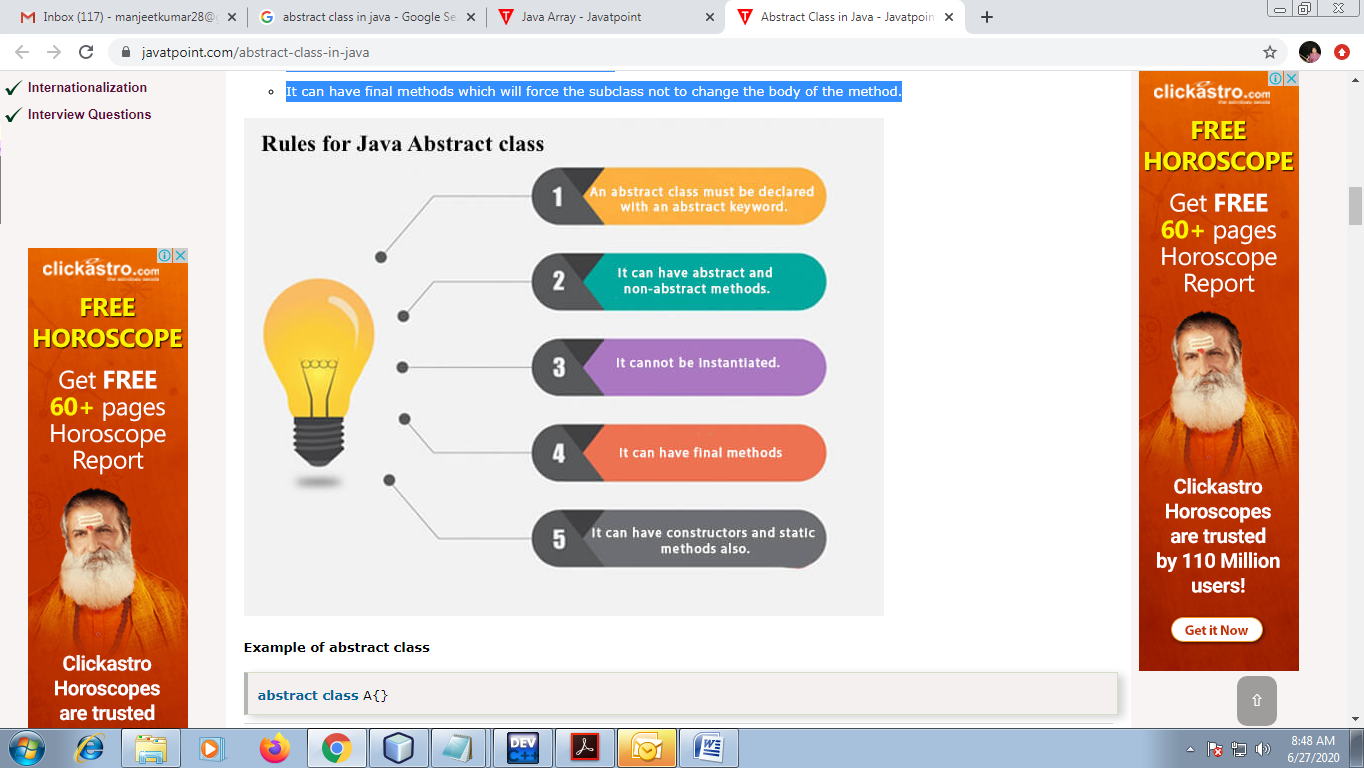 Inbox (117) - manjeetkumar28@
abstract class in java - Google Se
Java Array - Javatpoint
Abstract Class in Java - Javatpoin
javatpoint.com/abstract-class-in-java
Internationalization
Interview Questions
It can have final methods which will force the subclass not to change the body of the method.
Rules for Java Abstract class
1
An abstract class must be declared
with an abstract keyword.
2
It can have abstract and
non-abstract methods.
3
It cannot be instantiated.
4
It can have final methods
5
It can have constructors and static
methods also.
Example of abstract class
abstract class A{}
clickastro.com
FREE
HOROSCOPE
Get FREE
60+ pages
Horoscope
Report
Clickastro
Horoscopes
are trusted
clickastro.com
FREE
HOROSCOPE
Get FREE
60+ pages
Horoscope
Report
Clickastro
Horoscopes
are trusted
by 110 Million
users!
Get it Now
DEV
C++
8:48 AM
6/27/2020